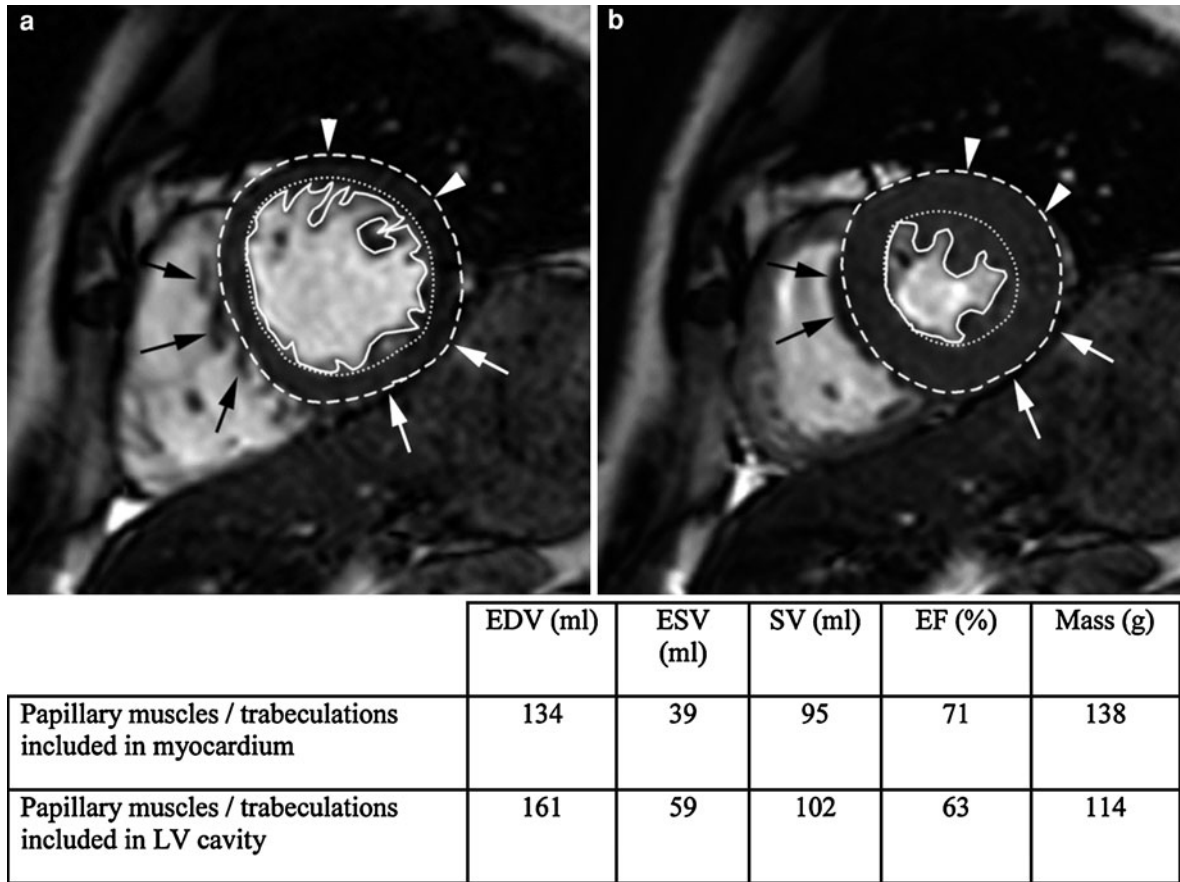 a
b
EDV (ml) ESV (ml) SV (ml) EF (%) Mass (g)
Papillary muscles / trabeculations included in myocardium 134 39 95 71 138
Papillary muscles / trabeculations included in LV cavity 161 59 102 63 114